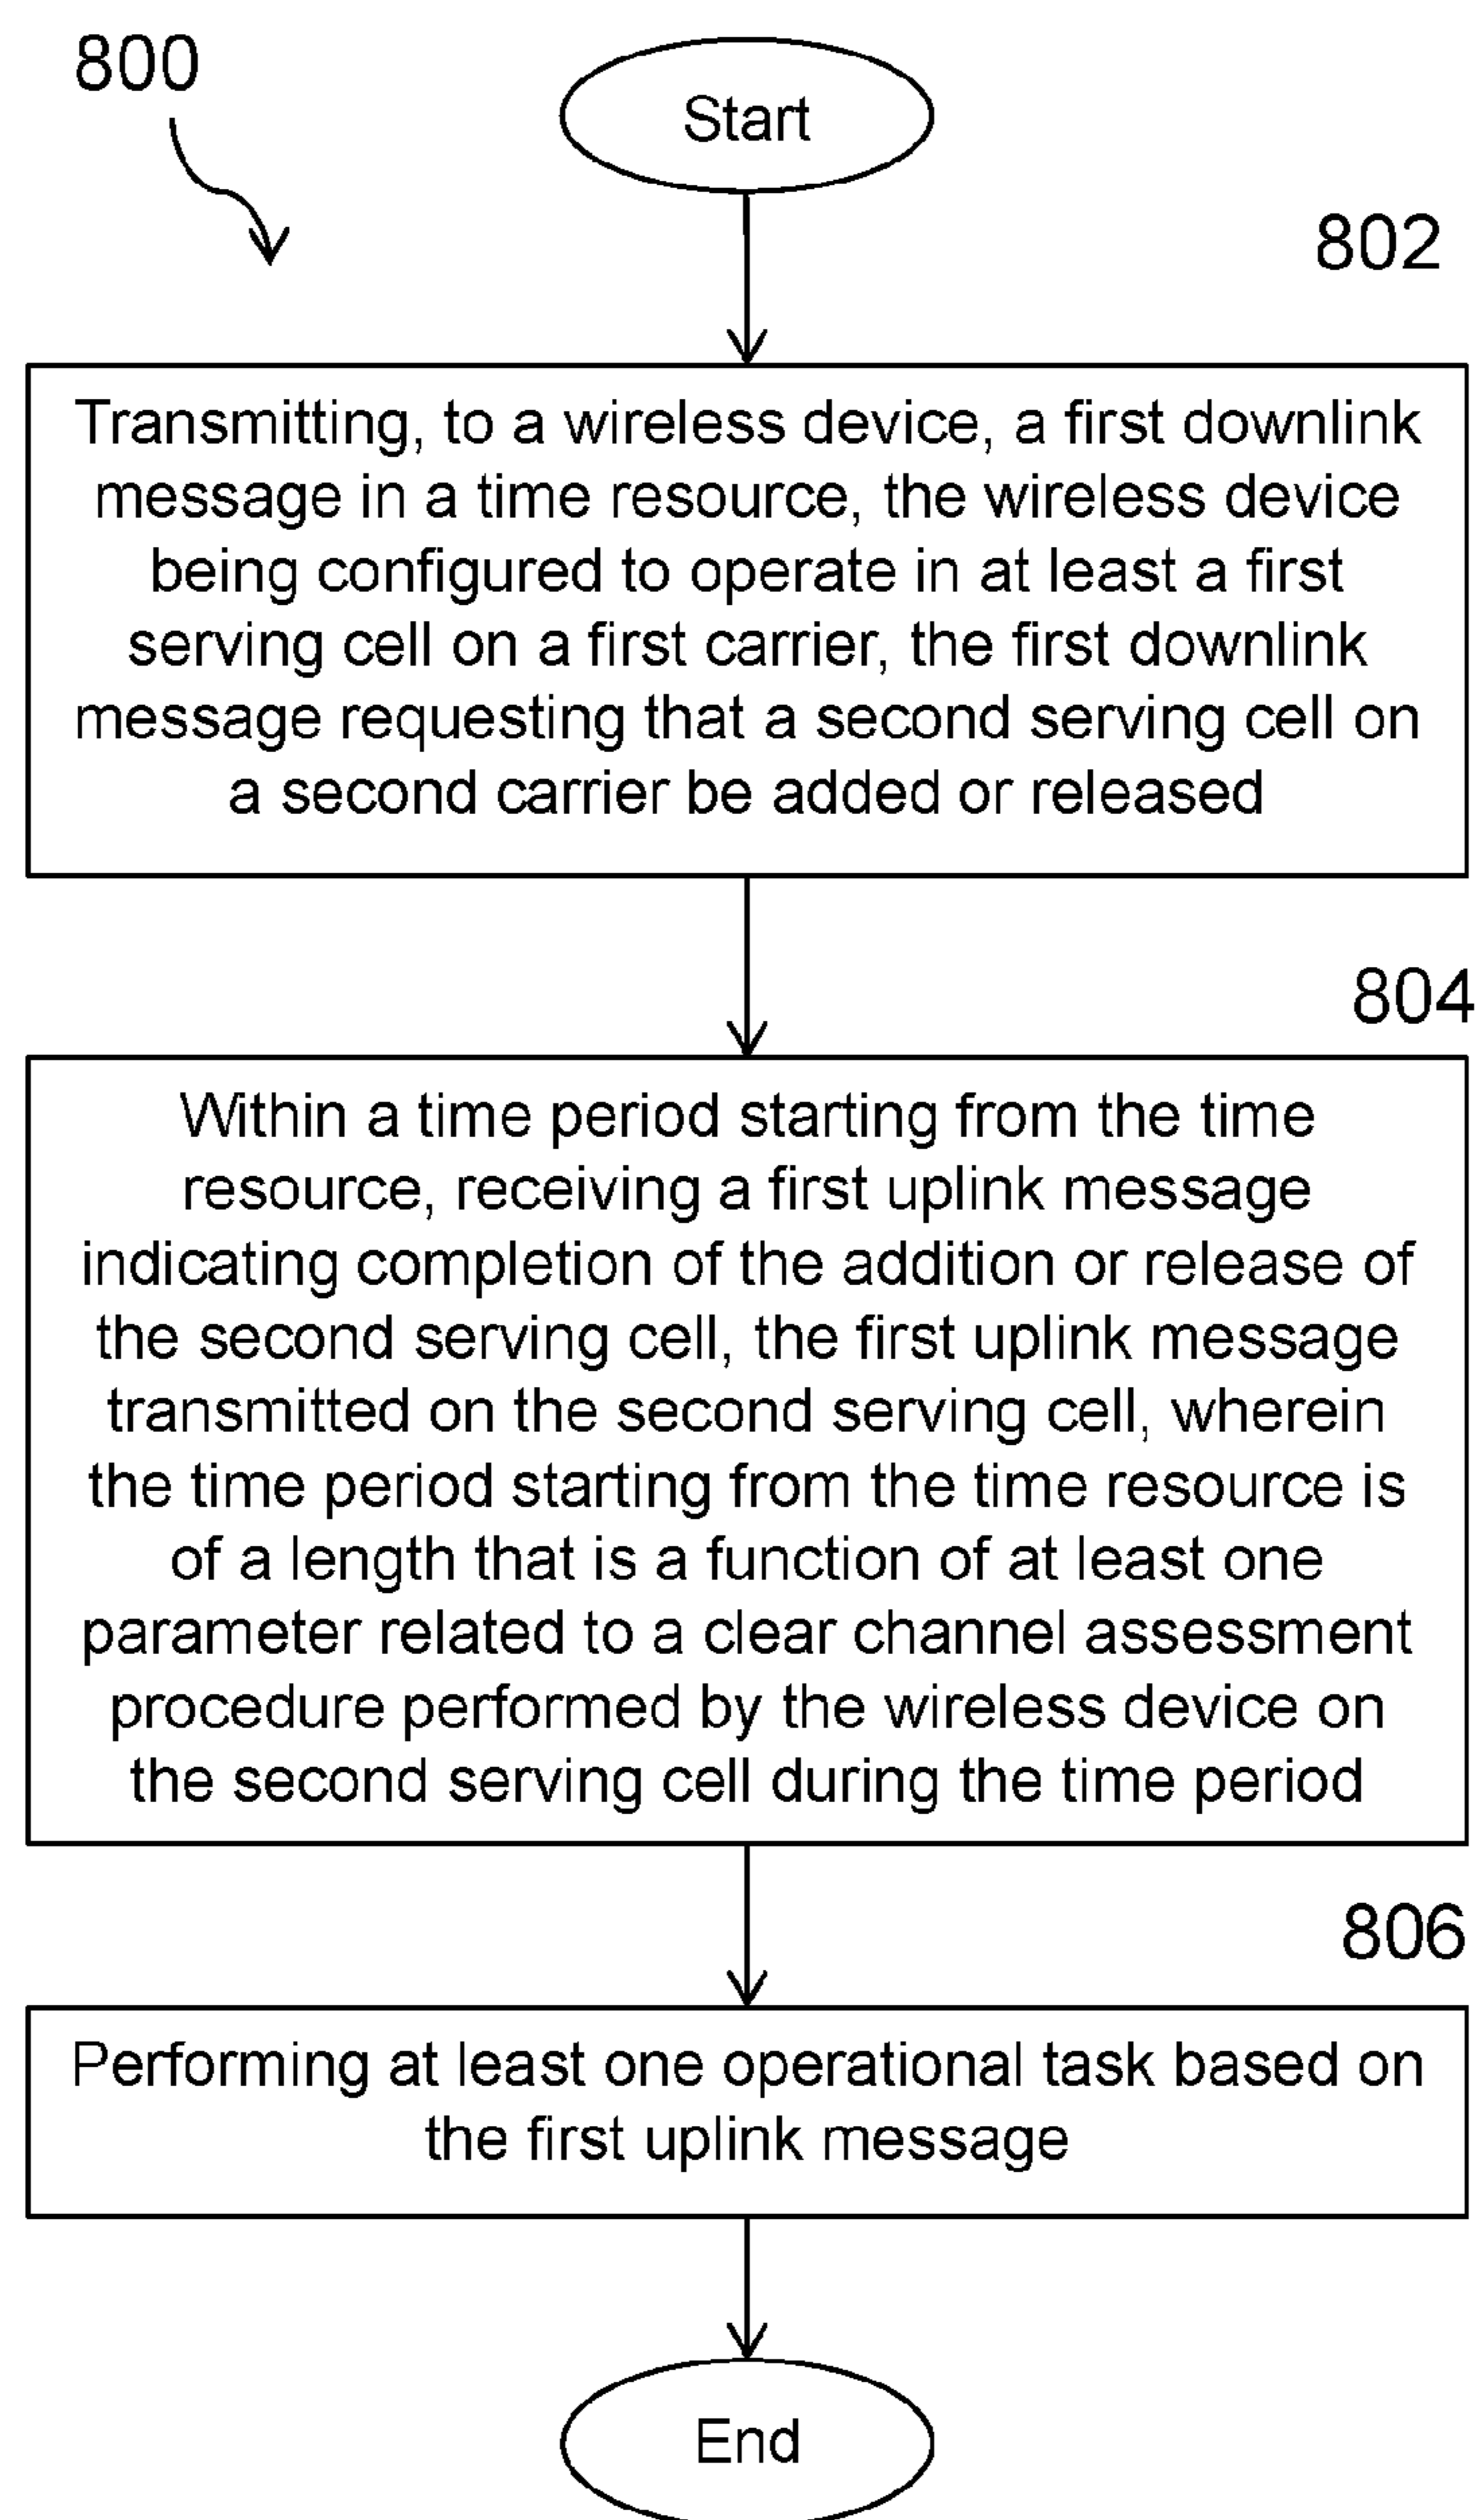 800
Start
802
Transmitting, to a wireless device, a first downlink
message in a time resource, the wireless device
being configured to operate in at least a first
serving cell on a first carrier, the first downlink
message requesting that a second serving cell on
a second carrier be added or released
804
Within a time period starting from the time
resource, receiving a first uplink message
indicating completion of the addition or release of
the second serving cell, the first uplink message
transmitted on the second serving cell, wherein
the time period starting from the time resource is
of a length that is a function of at least one
parameter related to a clear channel assessment
procedure performed by the wireless device on
the second serving cell during the time period
806
Performing at least one operational task based on
the first uplink message
End